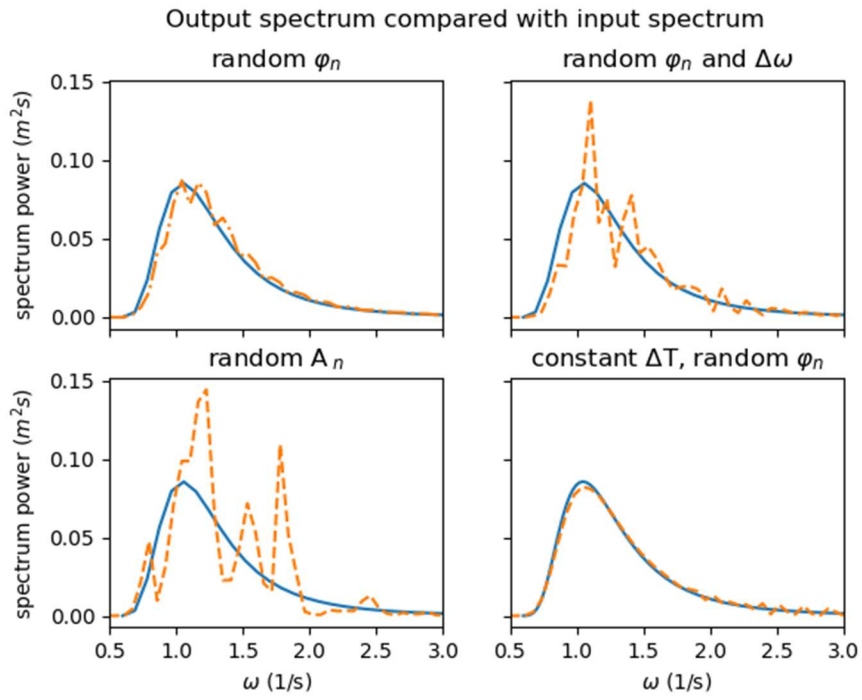 Output spectrum compared with input spectrum
random φn
random φn and Δω
spectrum power (m²s)
0.15
0.10
0.05
0.00
random A n
constant ΔT, random φn
spectrum power (m²s)
0.15
0.10
0.05
0.00
0.5 1.0 1.5 2.0 2.5 3.0
0.5 1.0 1.5 2.0 2.5 3.0
ω (1/s)
ω (1/s)